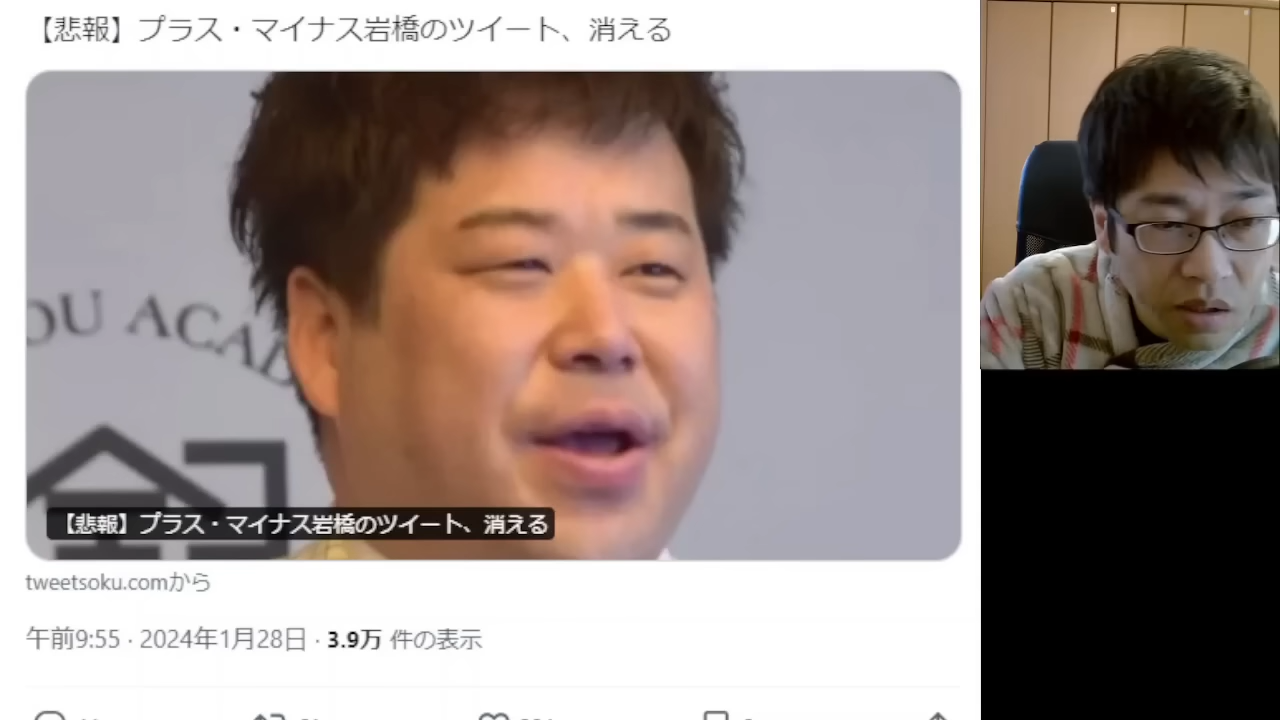 【悲報】プラス・マイナス岩橋のツイート、消える
OU ACAD
【悲報】プラス・マイナス岩橋のツイート、消える
tweetsoku.comから
午前9:55 · 2024年1月28日 · 3.9万 件の表示